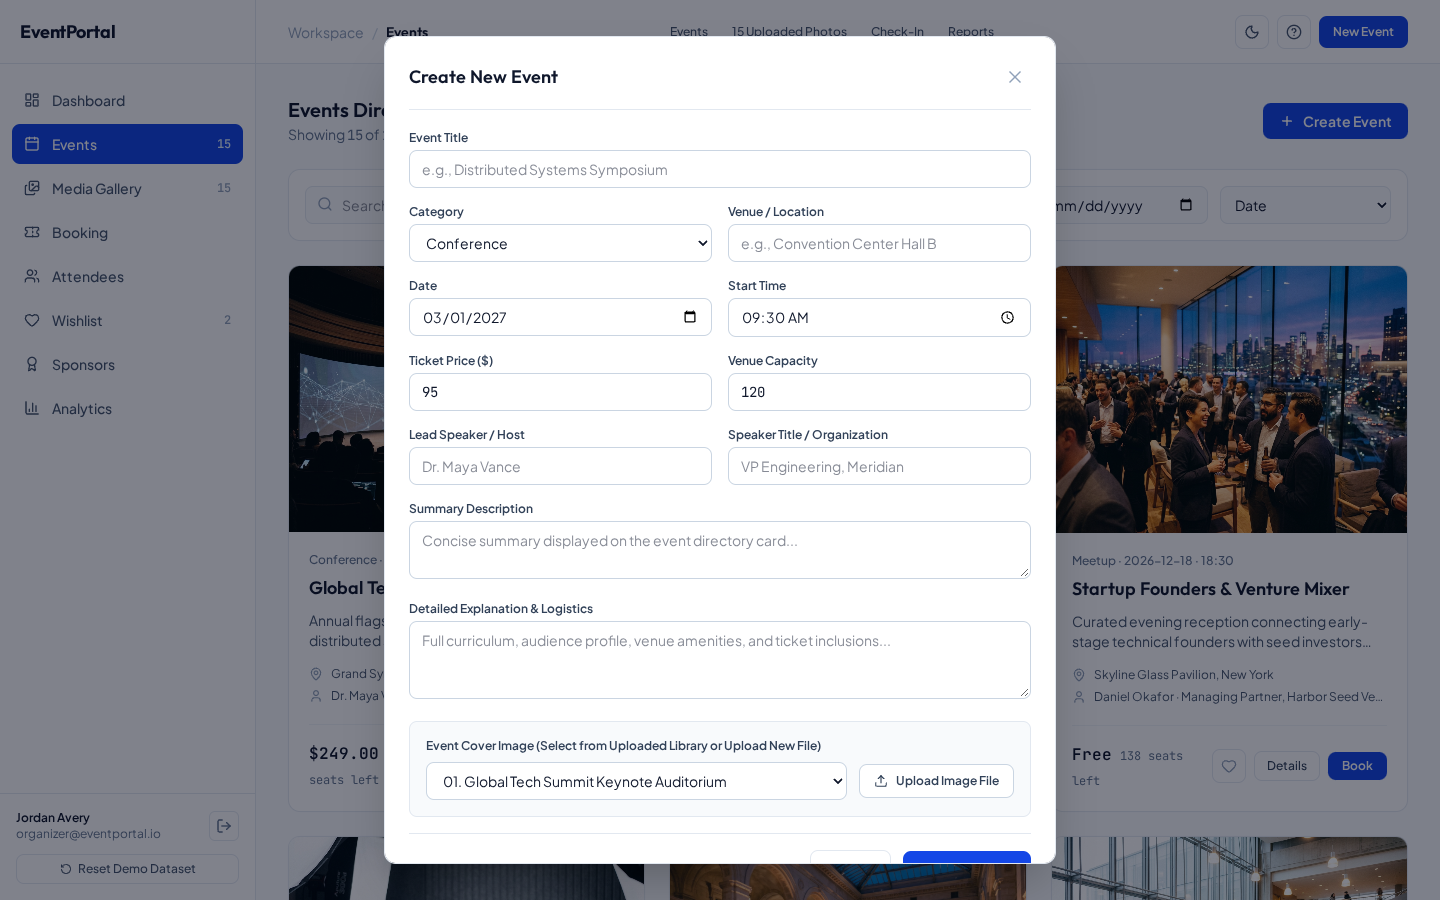 EventPortal
Workspace / Events
Events
15 Uploaded Photos
Check-In
Reports
New Event
Dashboard
Events 15
Media Gallery 15
Booking
Attendees
Wishlist 2
Sponsors
Analytics
Jordan Avery
organizer@eventportal.io
Reset Demo Dataset
Showing 15 of
Create Event
Search
mm/dd/yyyy
Date
Create New Event
Event Title
e.g., Distributed Systems Symposium
Category
Venue / Location
Conference
e.g., Convention Center Hall B
Date
Start Time
03/01/2027
09:30 AM
Ticket Price ($)
Venue Capacity
95
120
Lead Speaker / Host
Speaker Title / Organization
Dr. Maya Vance
VP Engineering, Meridian
Summary Description
Concise summary displayed on the event directory card...
Detailed Explanation & Logistics
Full curriculum, audience profile, venue amenities, and ticket inclusions...
Event Cover Image (Select from Uploaded Library or Upload New File)
01. Global Tech Summit Keynote Auditorium
Upload Image File
Conference ·
Global
Annual
distributed
Grand
Dr. Maya
$249.00
seats left
Meetup · 2026-12-18 · 18:30
Startup Founders & Venture Mixer
Curated evening reception connecting early-
stage technical founders with seed investors...
Skyline Glass Pavilion, New York
Daniel Okafor · Managing Partner, Harbor Seed Ve...
Free 138 seats
left
Details
Book